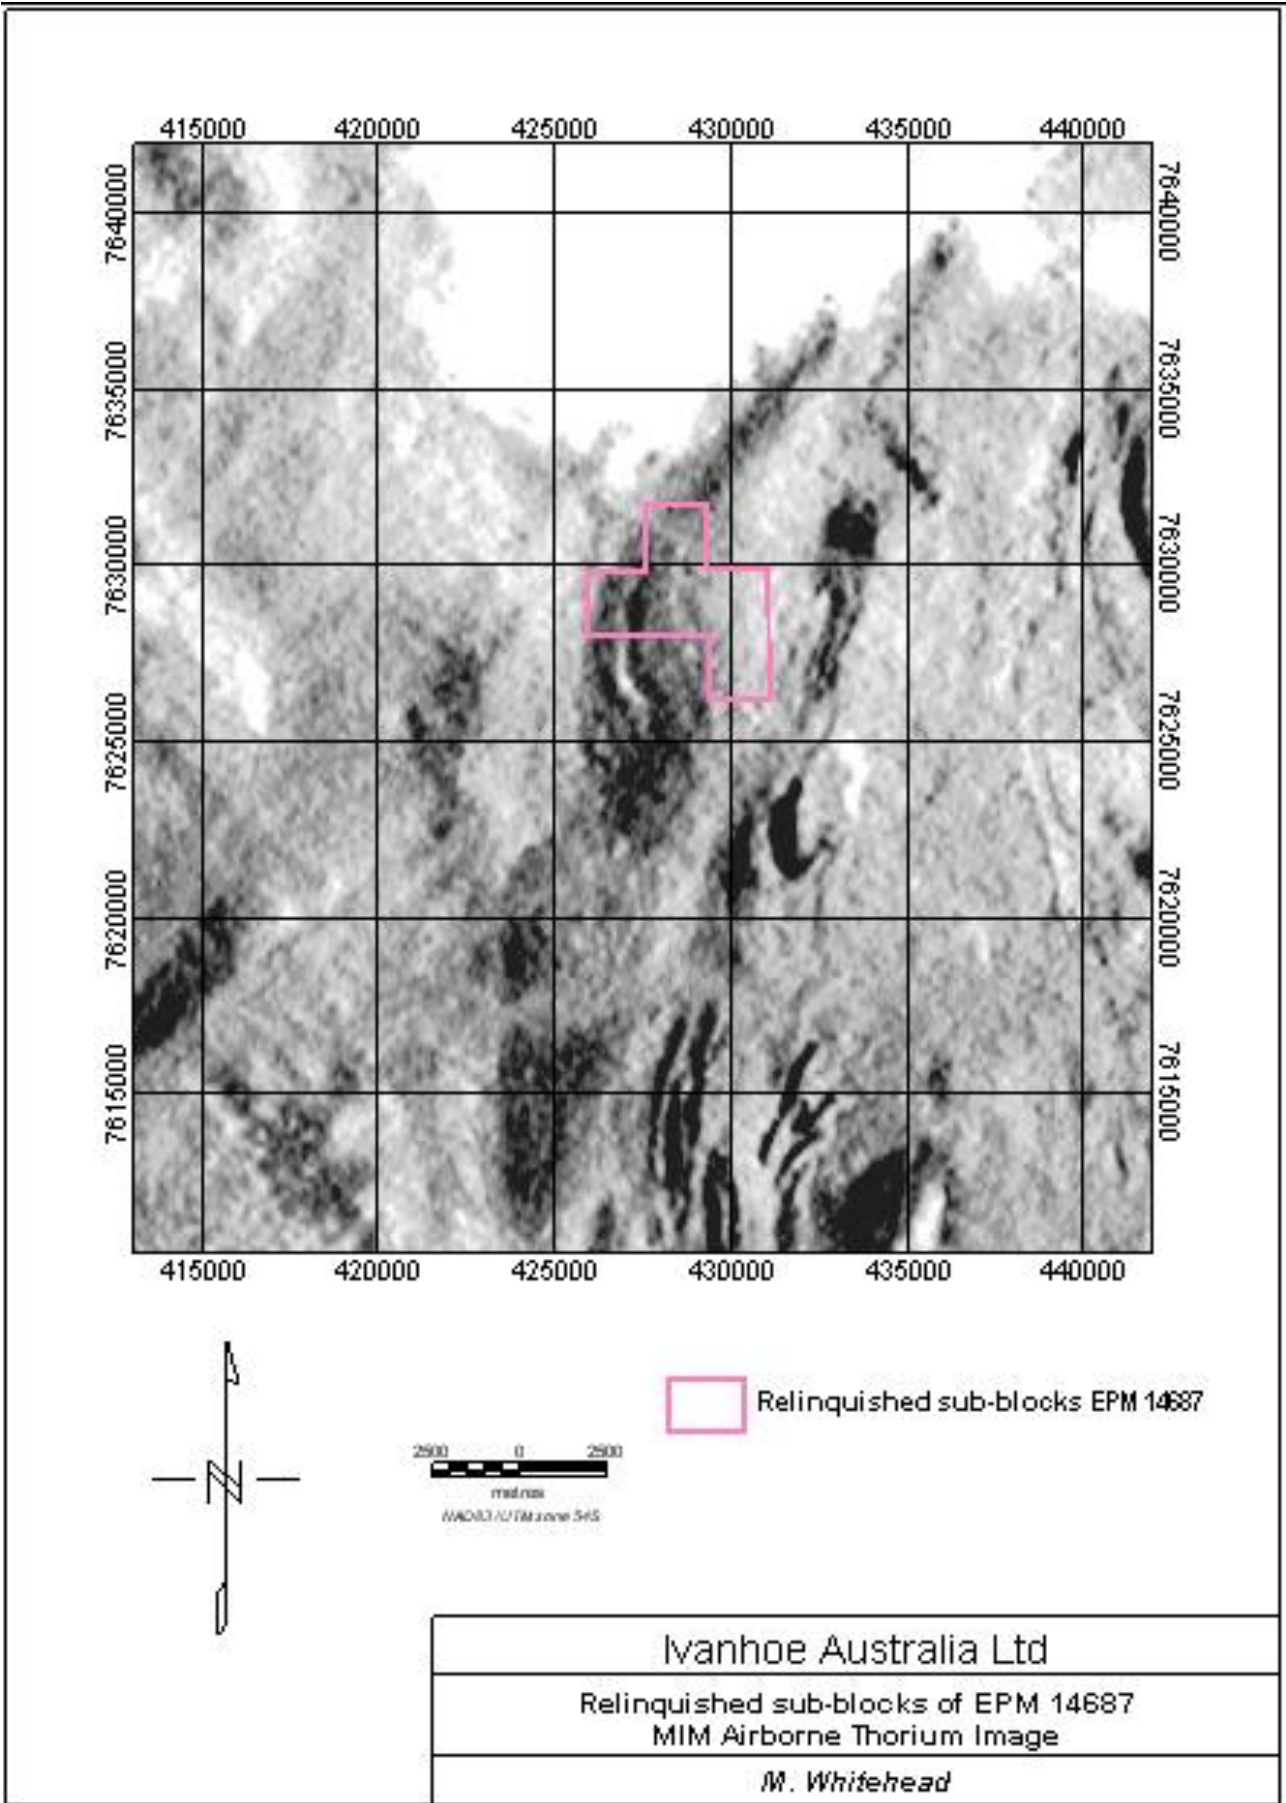 415000 420000 425000 430000 435000 440000
7640000 7640000
7635000 7635000
7630000 7630000
7625000 7625000
7620000 7620000
7615000 7615000
415000 420000 425000 430000 435000 440000
Relinquished sub-blocks EPM 14687
2500 0 2500
metres
N
Ivanhoe Australia Ltd
Relinquished sub-blocks of EPM 14687
MIM Airborne Thorium Image
M. Whitehead